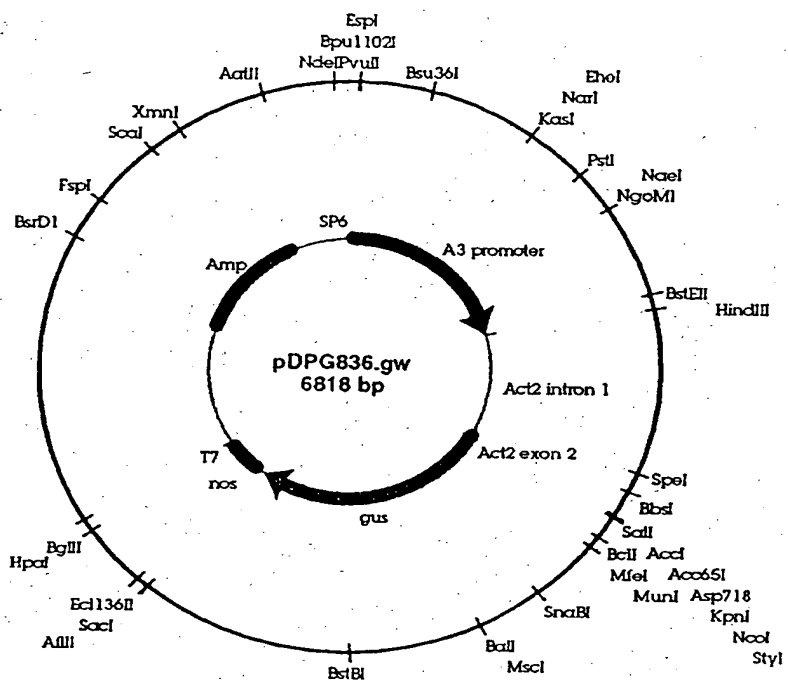 EspI
Bpu1102I
NdeI PvuII
Bsu36I
AatII
EheI
NarI
KasI
XmnI
ScaI
PstI
NaeI
NgoMI
FspI
BsrD1
SP6
A3 promoter
Amp
BstEII
HindIII
pDPG836.gw
6818 bp
Act2 intron 1
T7
nos
Act2 exon 2
gus
SpeI
BbsI
SalI
BclI AccI
MfeI Acc65I
MunI Asp718
KpnI
NcoI
StyI
SnaBI
BglII
HpaI
Ecl136II
SacI
AflII
BalI
MscI
BstBI